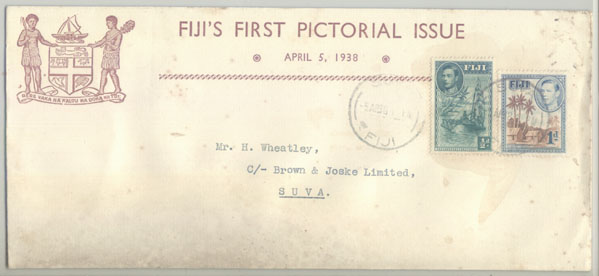 FIJI'S FIRST PICTORIAL ISSUE
APRIL 5, 1938
FIJI
½d
FIJI
1d
FIJI
Mr. H. Wheatley,
C/- Brown & Joske Limited,
SUVA.